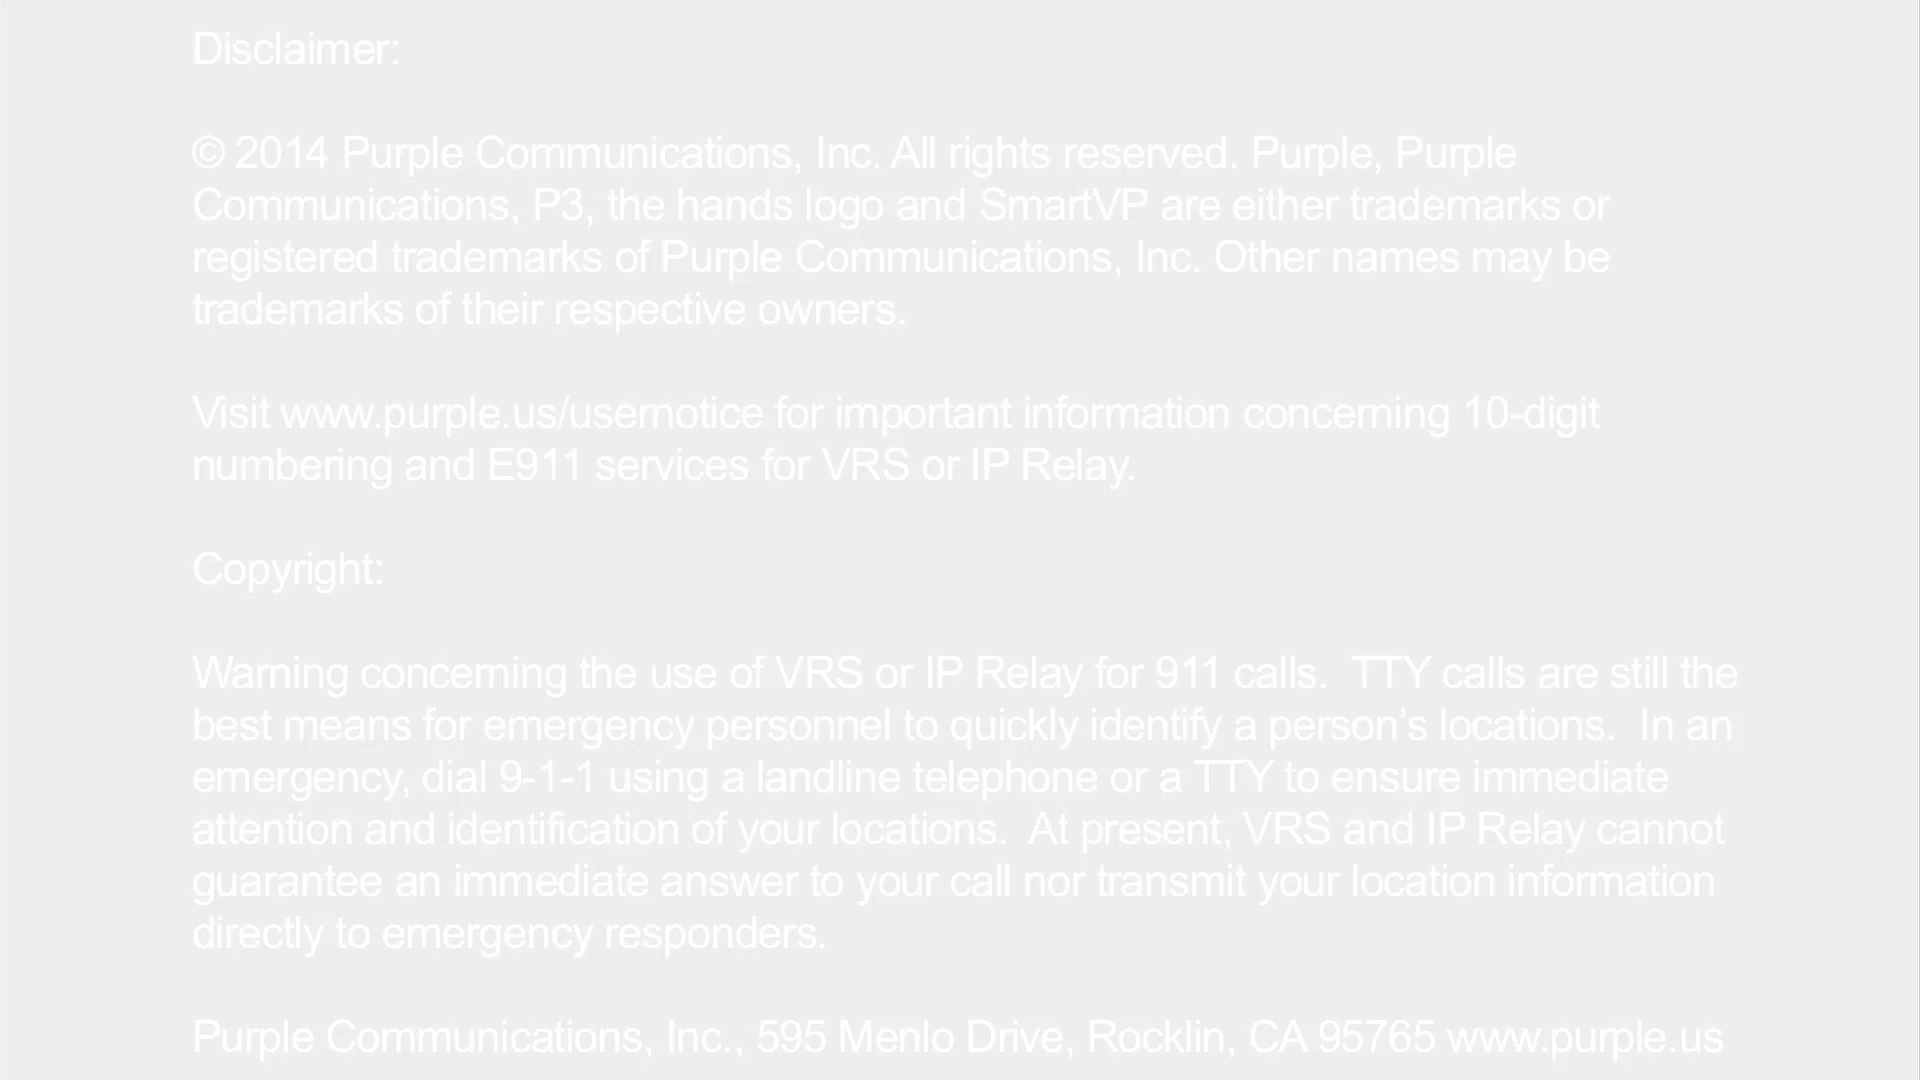 Disclaimer:
© 2014 Purple Communications, Inc. All rights reserved. Purple, Purple
Communications, P3, the hands logo and SmartVP are either trademarks or
registered trademarks of Purple Communications, Inc. Other names may be
trademarks of their respective owners.
Visit www.purple.us/usernotice for important information concerning 10-digit
numbering and E911 services for VRS or IP Relay.
Copyright:
Warning concerning the use of VRS or IP Relay for 911 calls.  TTY calls are still the
best means for emergency personnel to quickly identify a person’s locations.  In an
emergency, dial 9-1-1 using a landline telephone or a TTY to ensure immediate
attention and identification of your locations.  At present, VRS and IP Relay cannot
guarantee an immediate answer to your call nor transmit your location information
directly to emergency responders.
Purple Communications, Inc., 595 Menlo Drive, Rocklin, CA 95765 www.purple.us